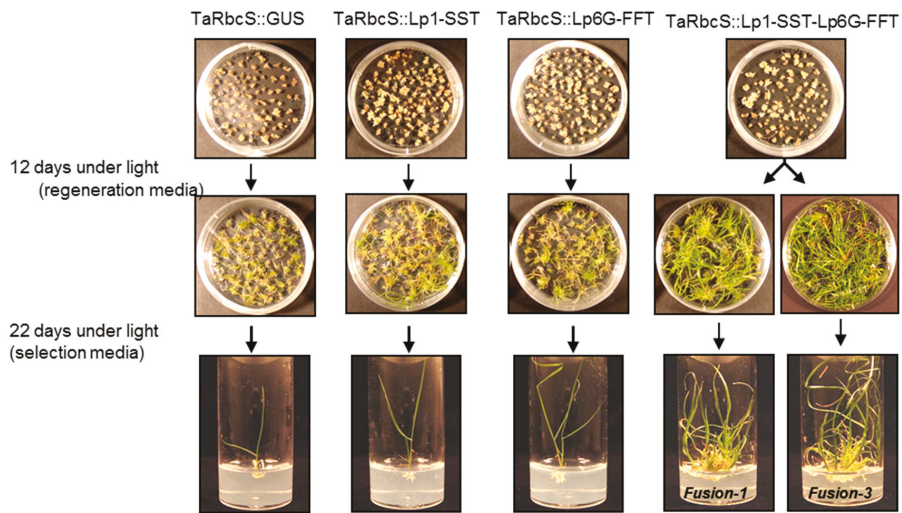 TaRbcS::GUS
TaRbcS::Lp1-SST
TaRbcS::Lp6G-FFT
TaRbcS::Lp1-SST-Lp6G-FFT
12 days under light
(regeneration media)
22 days under light
(selection media)
Fusion-1
Fusion-3